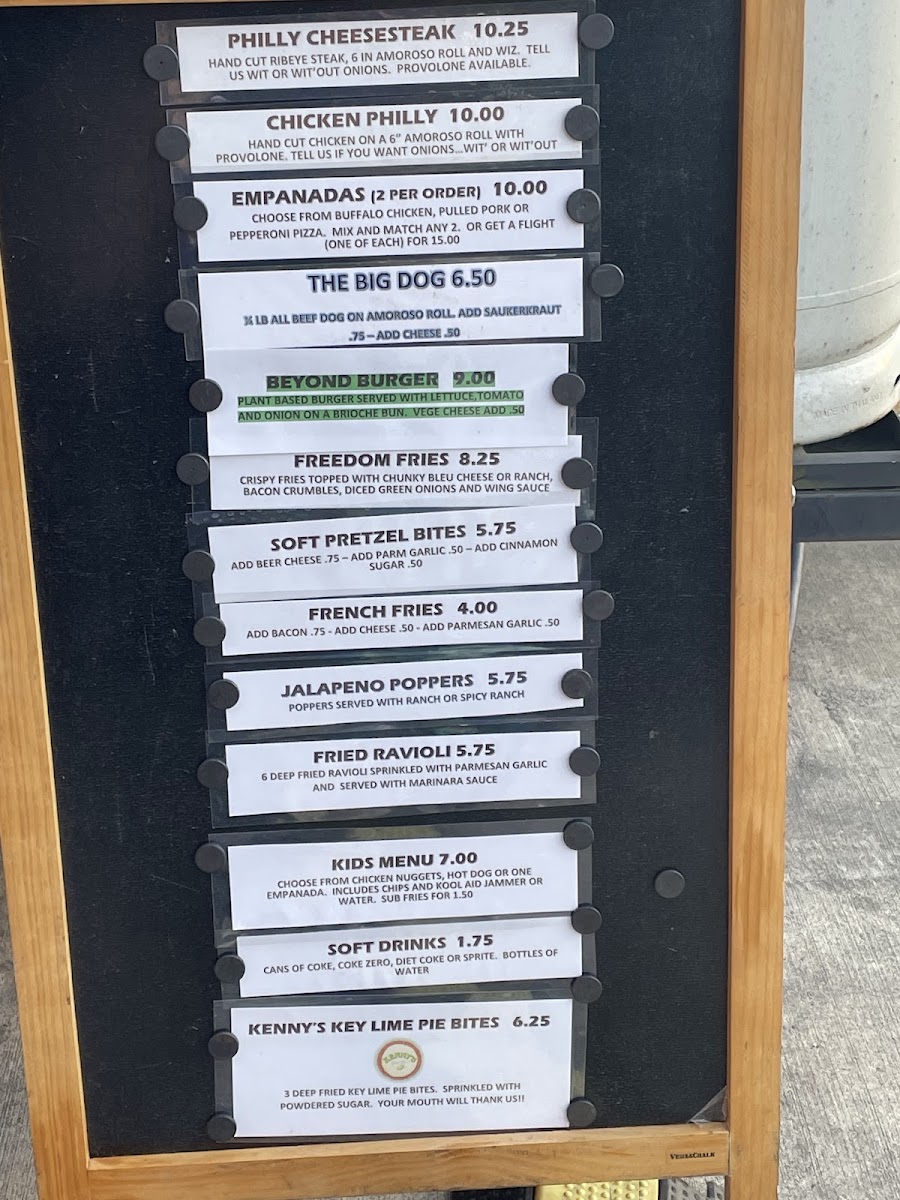 PHILLY CHEESESTEAK 10.25
HAND CUT RIBEYE STEAK, 6 IN AMOROSO ROLL AND WIZ. TELL
US WIT OR WIT'OUT ONIONS. PROVOLONE AVAILABLE.
CHICKEN PHILLY 10.00
HAND CUT CHICKEN ON A 6" AMOROSO ROLL WITH
PROVOLONE. TELL US IF YOU WANT ONIONS...WIT' OR WIT'OUT
EMPANADAS (2 PER ORDER) 10.00
CHOOSE FROM BUFFALO CHICKEN, PULLED PORK OR
PEPPERONI PIZZA. MIX AND MATCH ANY 2. OR GET A FLIGHT
(ONE OF EACH) FOR 15.00
THE BIG DOG 6.50
LB ALL BEEF DOG ON AMOROSO ROLL. ADD SAUKERKRAUT
.75 – ADD CHEESE .50
BEYOND BURGER 9.00
PLANT BASED BURGER SERVED WITH LETTUCE,TOMATO
AND ONION ON A BRIOCHE BUN. VEGE CHEESE ADD .50
FREEDOM FRIES 8.25
CRISPY FRIES TOPPED WITH CHUNKY BLEU CHEESE OR RANCH,
BACON CRUMBLES, DICED GREEN ONIONS AND WING SAUCE
SOFT PRETZEL BITES 5.75
ADD BEER CHEESE .75 – ADD PARM GARLIC .50 – ADD CINNAMON
SUGAR .50
FRENCH FRIES 4.00
ADD BACON .75 - ADD CHEESE .50 - ADD PARMESAN GARLIC .50
JALAPENO POPPERS 5.75
POPPERS SERVED WITH RANCH OR SPICY RANCH
FRIED RAVIOLI 5.75
6 DEEP FRIED RAVIOLI SPRINKLED WITH PARMESAN GARLIC
AND SERVED WITH MARINARA SAUCE
KIDS MENU 7.00
CHOOSE FROM CHICKEN NUGGETS, HOT DOG OR ONE
EMPANADA. INCLUDES CHIPS AND KOOL AID JAMMER OR
WATER. SUB FRIES FOR 1.50
SOFT DRINKS 1.75
CANS OF COKE, COKE ZERO, DIET COKE OR SPRITE. BOTTLES OF
WATER
KENNY'S KEY LIME PIE BITES 6.25
KENNY'S
3 DEEP FRIED KEY LIME PIE BITES. SPRINKLED WITH
POWDERED SUGAR. YOUR MOUTH WILL THANK US!!
VERSACHALK
MADE IN